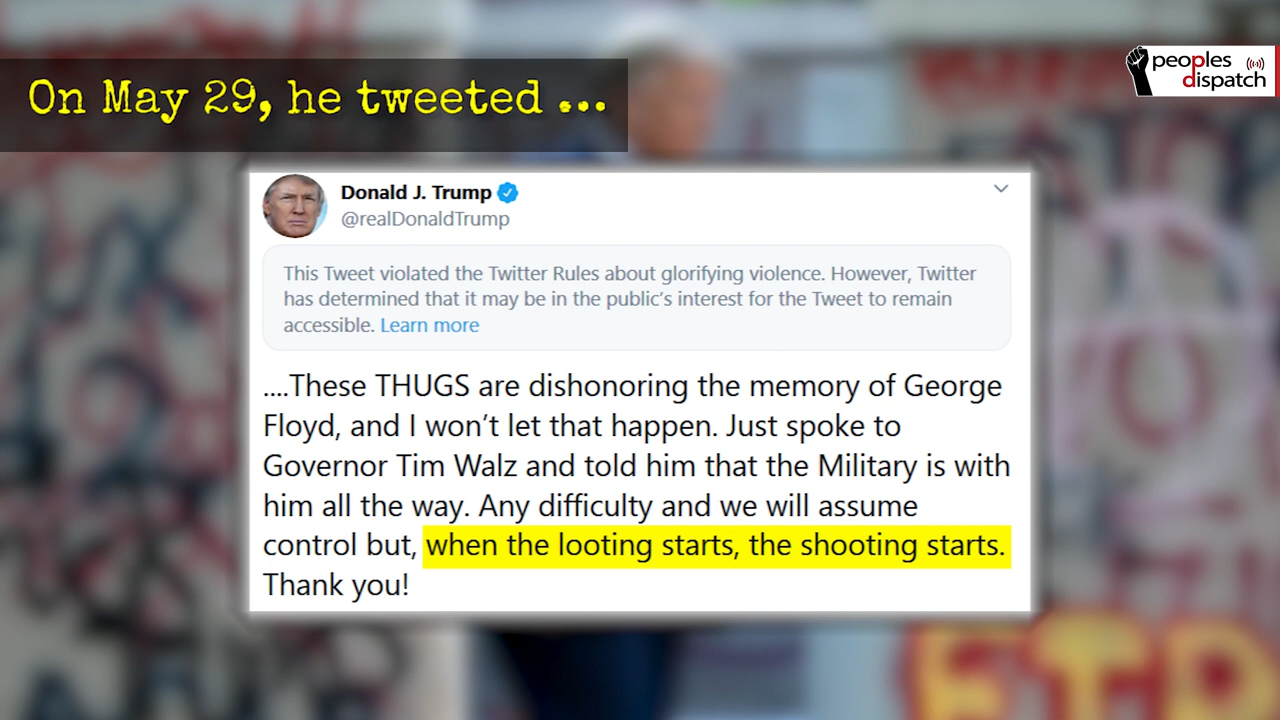 On May 29, he tweeted ...
peoples
dispatch
Donald J. Trump
@realDonaldTrump
This Tweet violated the Twitter Rules about glorifying violence. However, Twitter
has determined that it may be in the public’s interest for the Tweet to remain
accessible. Learn more
....These THUGS are dishonoring the memory of George
Floyd, and I won’t let that happen. Just spoke to
Governor Tim Walz and told him that the Military is with
him all the way. Any difficulty and we will assume
control but, when the looting starts, the shooting starts.
Thank you!